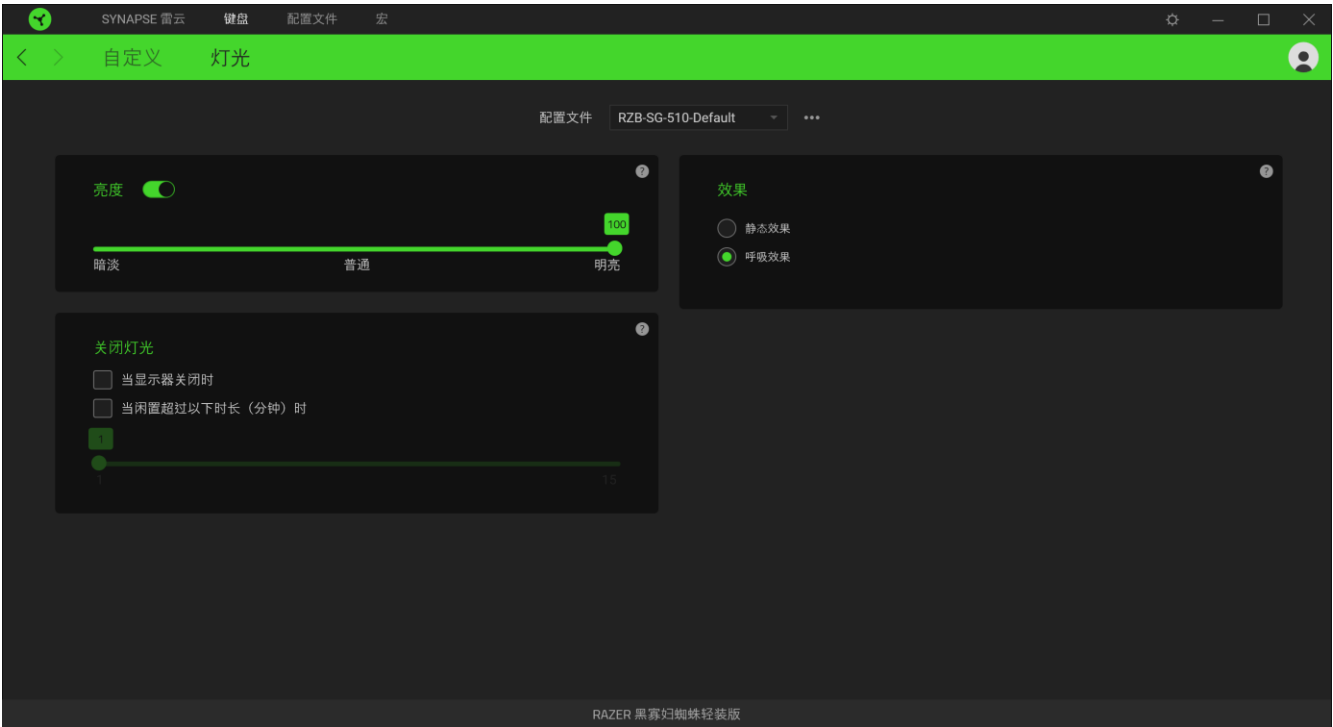 SYNAPSE 雷云 键盘 配置文件 宏
自定义 灯光
配置文件 RZB-SG-510-Default
亮度
100
暗淡 普通 明亮
效果
静态效果
呼吸效果
关闭灯光
当显示器关闭时
当闲置超过以下时长（分钟）时
1
1 15
RAZER 黑寡妇蜘蛛轻装版